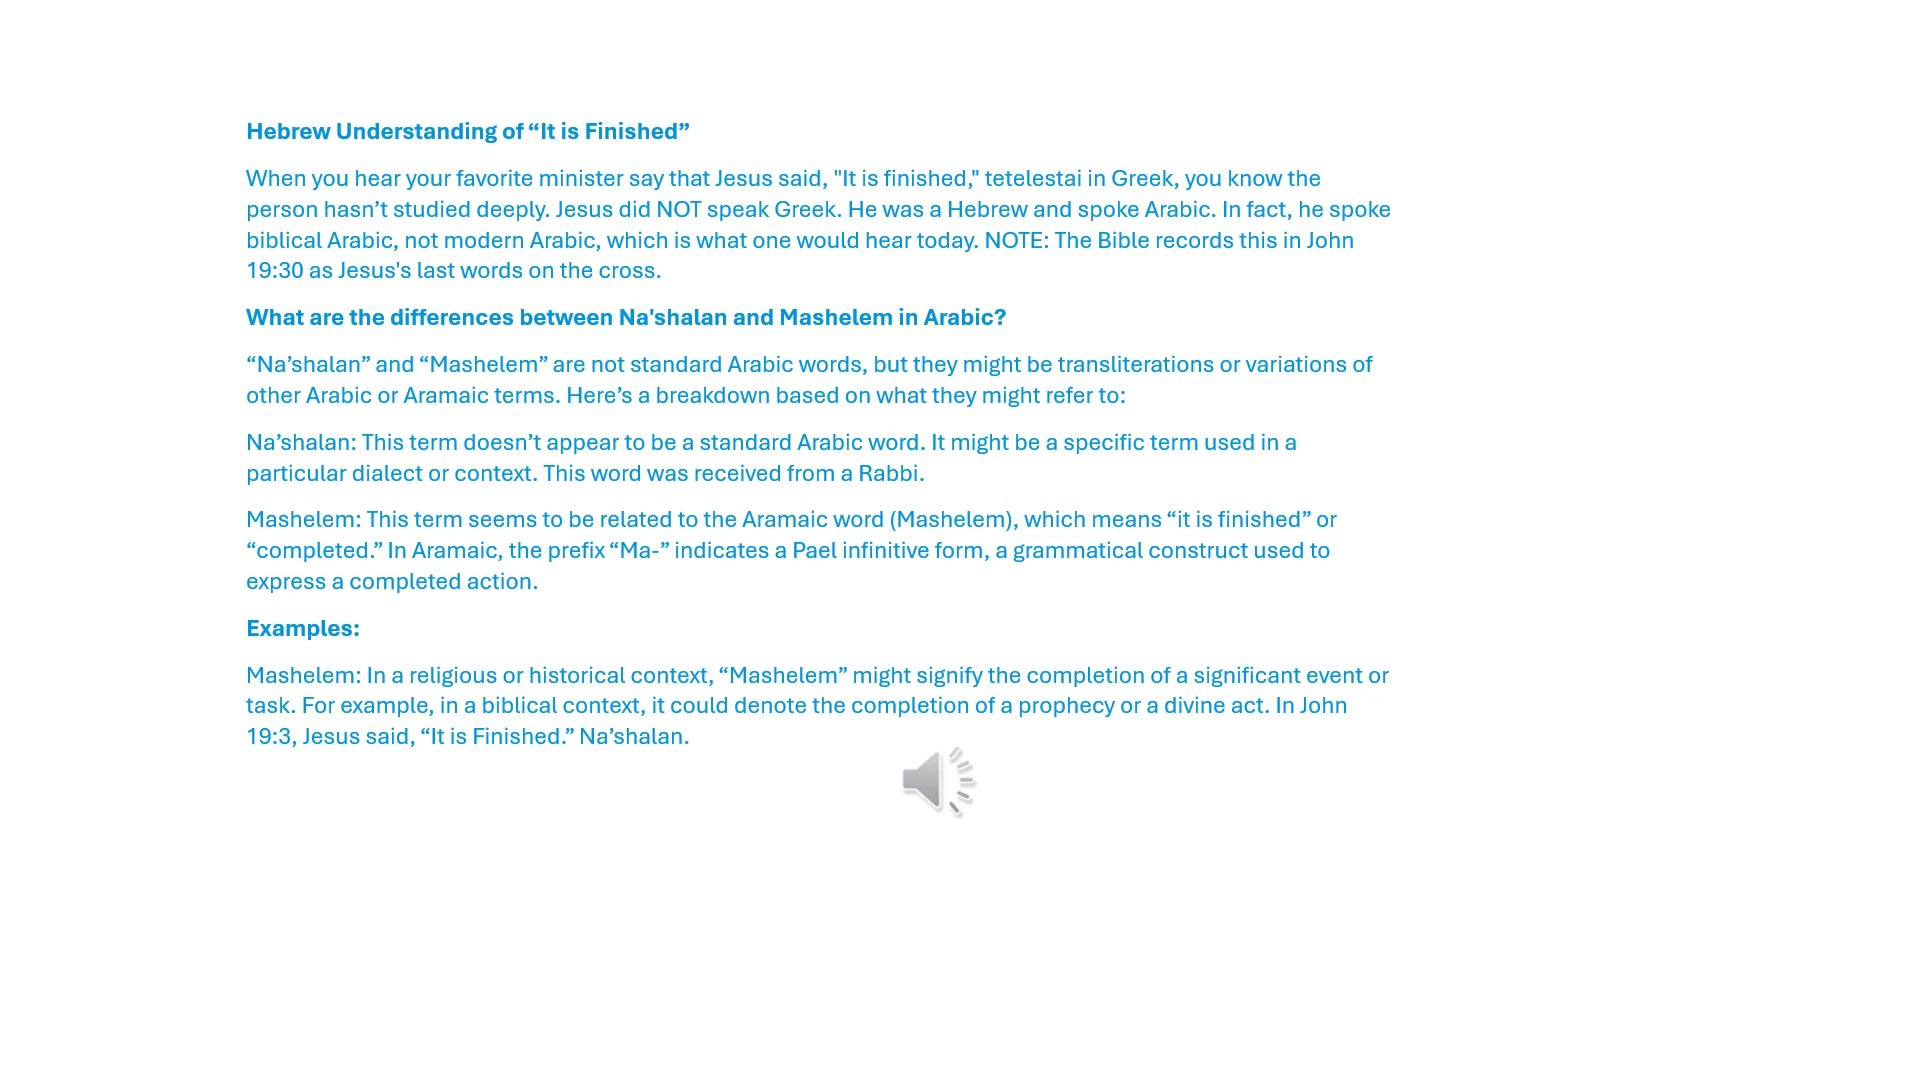 Hebrew Understanding of “It is Finished”
When you hear your favorite minister say that Jesus said, "It is finished," tetelestai in Greek, you know the
person hasn’t studied deeply. Jesus did NOT speak Greek. He was a Hebrew and spoke Arabic. In fact, he spoke
biblical Arabic, not modern Arabic, which is what one would hear today. NOTE: The Bible records this in John
19:30 as Jesus's last words on the cross.
What are the differences between Na'shalan and Mashelem in Arabic?
“Na’shalan” and “Mashelem” are not standard Arabic words, but they might be transliterations or variations of
other Arabic or Aramaic terms. Here’s a breakdown based on what they might refer to:
Na’shalan: This term doesn’t appear to be a standard Arabic word. It might be a specific term used in a
particular dialect or context. This word was received from a Rabbi.
Mashelem: This term seems to be related to the Aramaic word (Mashelem), which means “it is finished” or
“completed.” In Aramaic, the prefix “Ma-” indicates a Pael infinitive form, a grammatical construct used to
express a completed action.
Examples:
Mashelem: In a religious or historical context, “Mashelem” might signify the completion of a significant event or
task. For example, in a biblical context, it could denote the completion of a prophecy or a divine act. In John
19:3, Jesus said, “It is Finished.” Na’shalan.